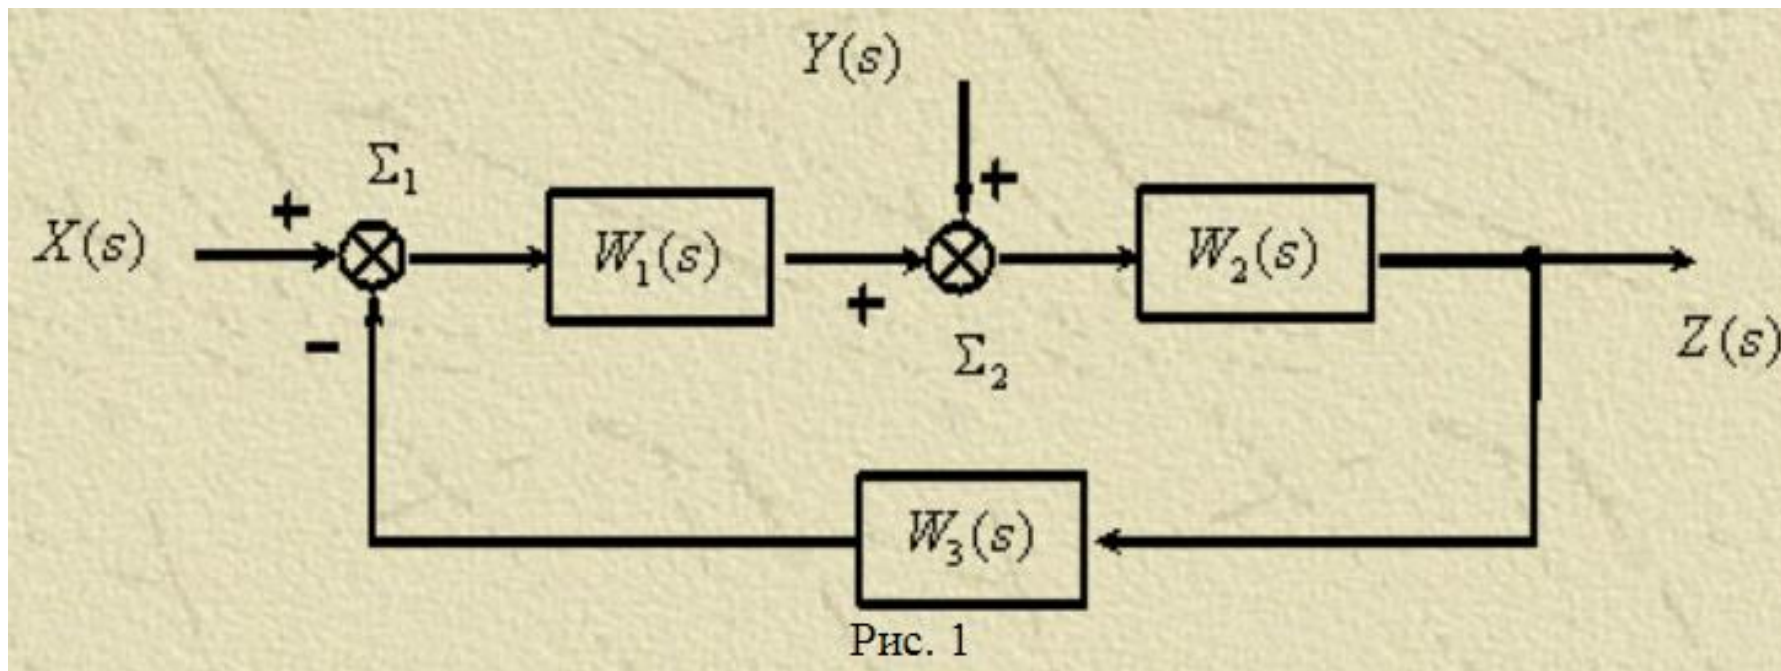 Y(s)
Σ₁
+
+
X(s)
W₁(s)
W₂(s)
+
-
Σ₂
Z(s)
W₃(s)
Рис. 1